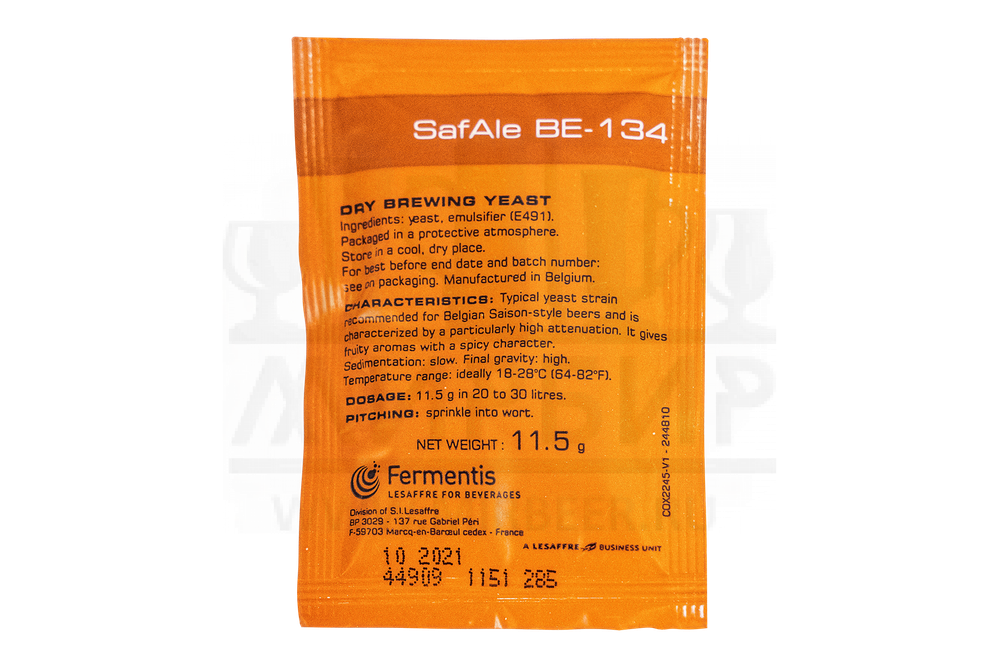 SafAle BE-134
DRY BREWING YEAST
Ingredients: yeast, emulsifier (E491).
Packaged in a protective atmosphere.
Store in a cool, dry place.
For best before end date and batch number:
see on packaging. Manufactured in Belgium.
CHARACTERISTICS: Typical yeast strain
recommended for Belgian Saison-style beers and is
characterized by a particularly high attenuation. It gives
fruity aromas with a spicy character.
Sedimentation: slow. Final gravity: high.
Temperature range: ideally 18-28°C (64-82°F).
DOSAGE: 11.5 g in 20 to 30 litres.
PITCHING: sprinkle into wort.
NET WEIGHT: 11.5 g
Fermentis
LESAFFRE FOR BEVERAGES
Division of S.I.Lesaffre
BP 3029 - 137 rue Gabriel Péri
F-59703 Marcq-en-Barœul cedex - France
A LESAFFRE BUSINESS UNIT
COX2245-V1 - 244810
10 2021
44909 1151 285